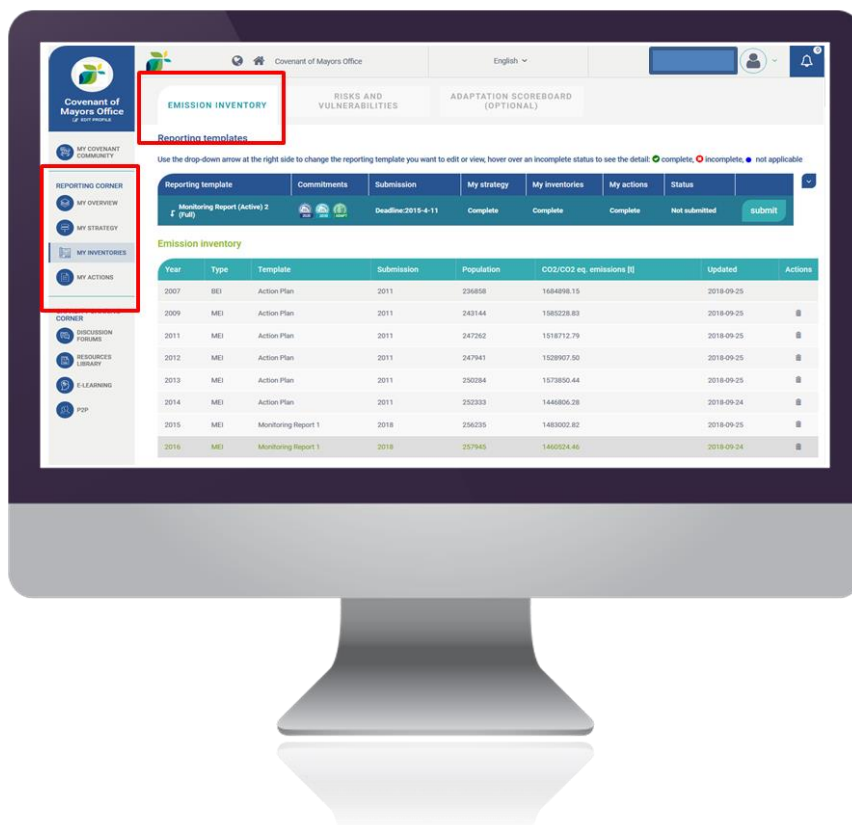 Covenant of Mayors Office
English
0
Covenant of
Mayors Office
EDIT PROFILE
MY COVENANT
COMMUNITY
REPORTING CORNER
MY OVERVIEW
MY STRATEGY
MY INVENTORIES
MY ACTIONS
CORNER
DISCUSSION
FORUMS
RESOURCES
LIBRARY
E-LEARNING
P2P
EMISSION INVENTORY
RISKS AND
VULNERABILITIES
ADAPTATION SCOREBOARD
(OPTIONAL)
Reporting templates
Use the drop-down arrow at the right side to change the reporting template you want to edit or view, hover over an incomplete status to see the detail: complete, incomplete, not applicable
Reporting template Commitments Submission My strategy My inventories My actions Status
Monitoring Report (Active) 2
(Full) Deadline:2015-4-11 Complete Complete Complete Not submitted submit
Emission inventory
Year Type Template Submission Population CO2/CO2 eq. emissions [t] Updated Actions
2007 BEI Action Plan 2011 236858 1684898.15 2018-09-25
2009 MEI Action Plan 2011 243144 1585228.83 2018-09-25
2011 MEI Action Plan 2011 247262 1518712.79 2018-09-25
2012 MEI Action Plan 2011 247941 1528907.50 2018-09-25
2013 MEI Action Plan 2011 250284 1573850.44 2018-09-25
2014 MEI Action Plan 2011 252333 1446806.28 2018-09-24
2015 MEI Monitoring Report 1 2018 256235 1483002.82 2018-09-25
2016 MEI Monitoring Report 1 2018 257945 1460524.46 2018-09-24